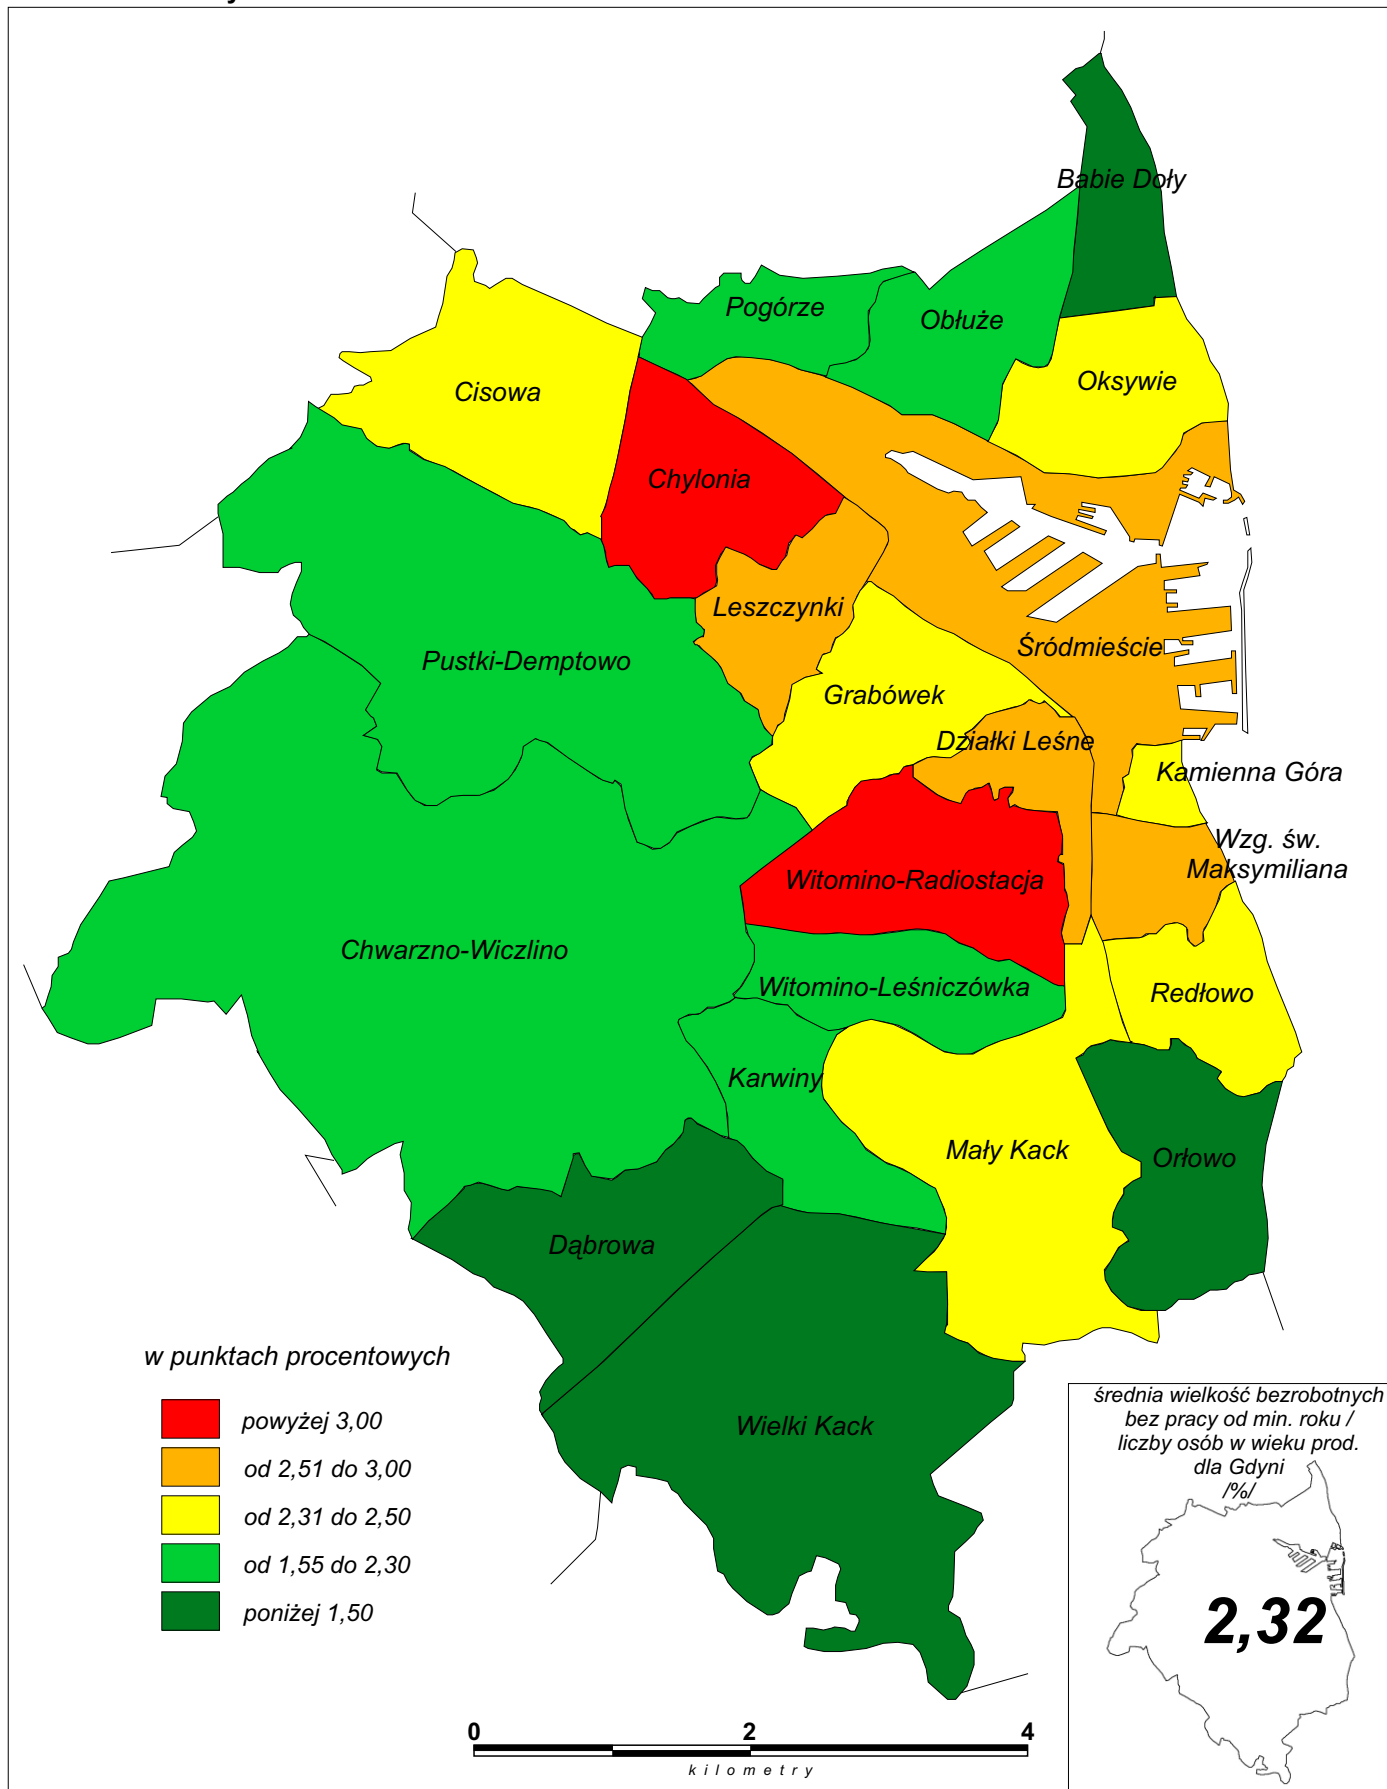 Babie Doły
Pogórze
Obłuże
Oksywie
Cisowa
Chylonia
Leszczynki
Śródmieście
Pustki-Demptowo
Grabówek
Działki Leśne
Kamienna Góra
Wzg. św.
Maksymiliana
Witomino-Radiostacja
Chwarzno-Wiczlino
Witomino-Leśniczówka
Redłowo
Karwiny
Mały Kack
Orłowo
Dąbrowa
Wielki Kack
w punktach procentowych
powyżej 3,00
od 2,51 do 3,00
od 2,31 do 2,50
od 1,55 do 2,30
poniżej 1,50
średnia wielkość bezrobotnych
bez pracy od min. roku /
liczby osób w wieku prod.
dla Gdyni
/%/
2,32
0 2 4
kilometry